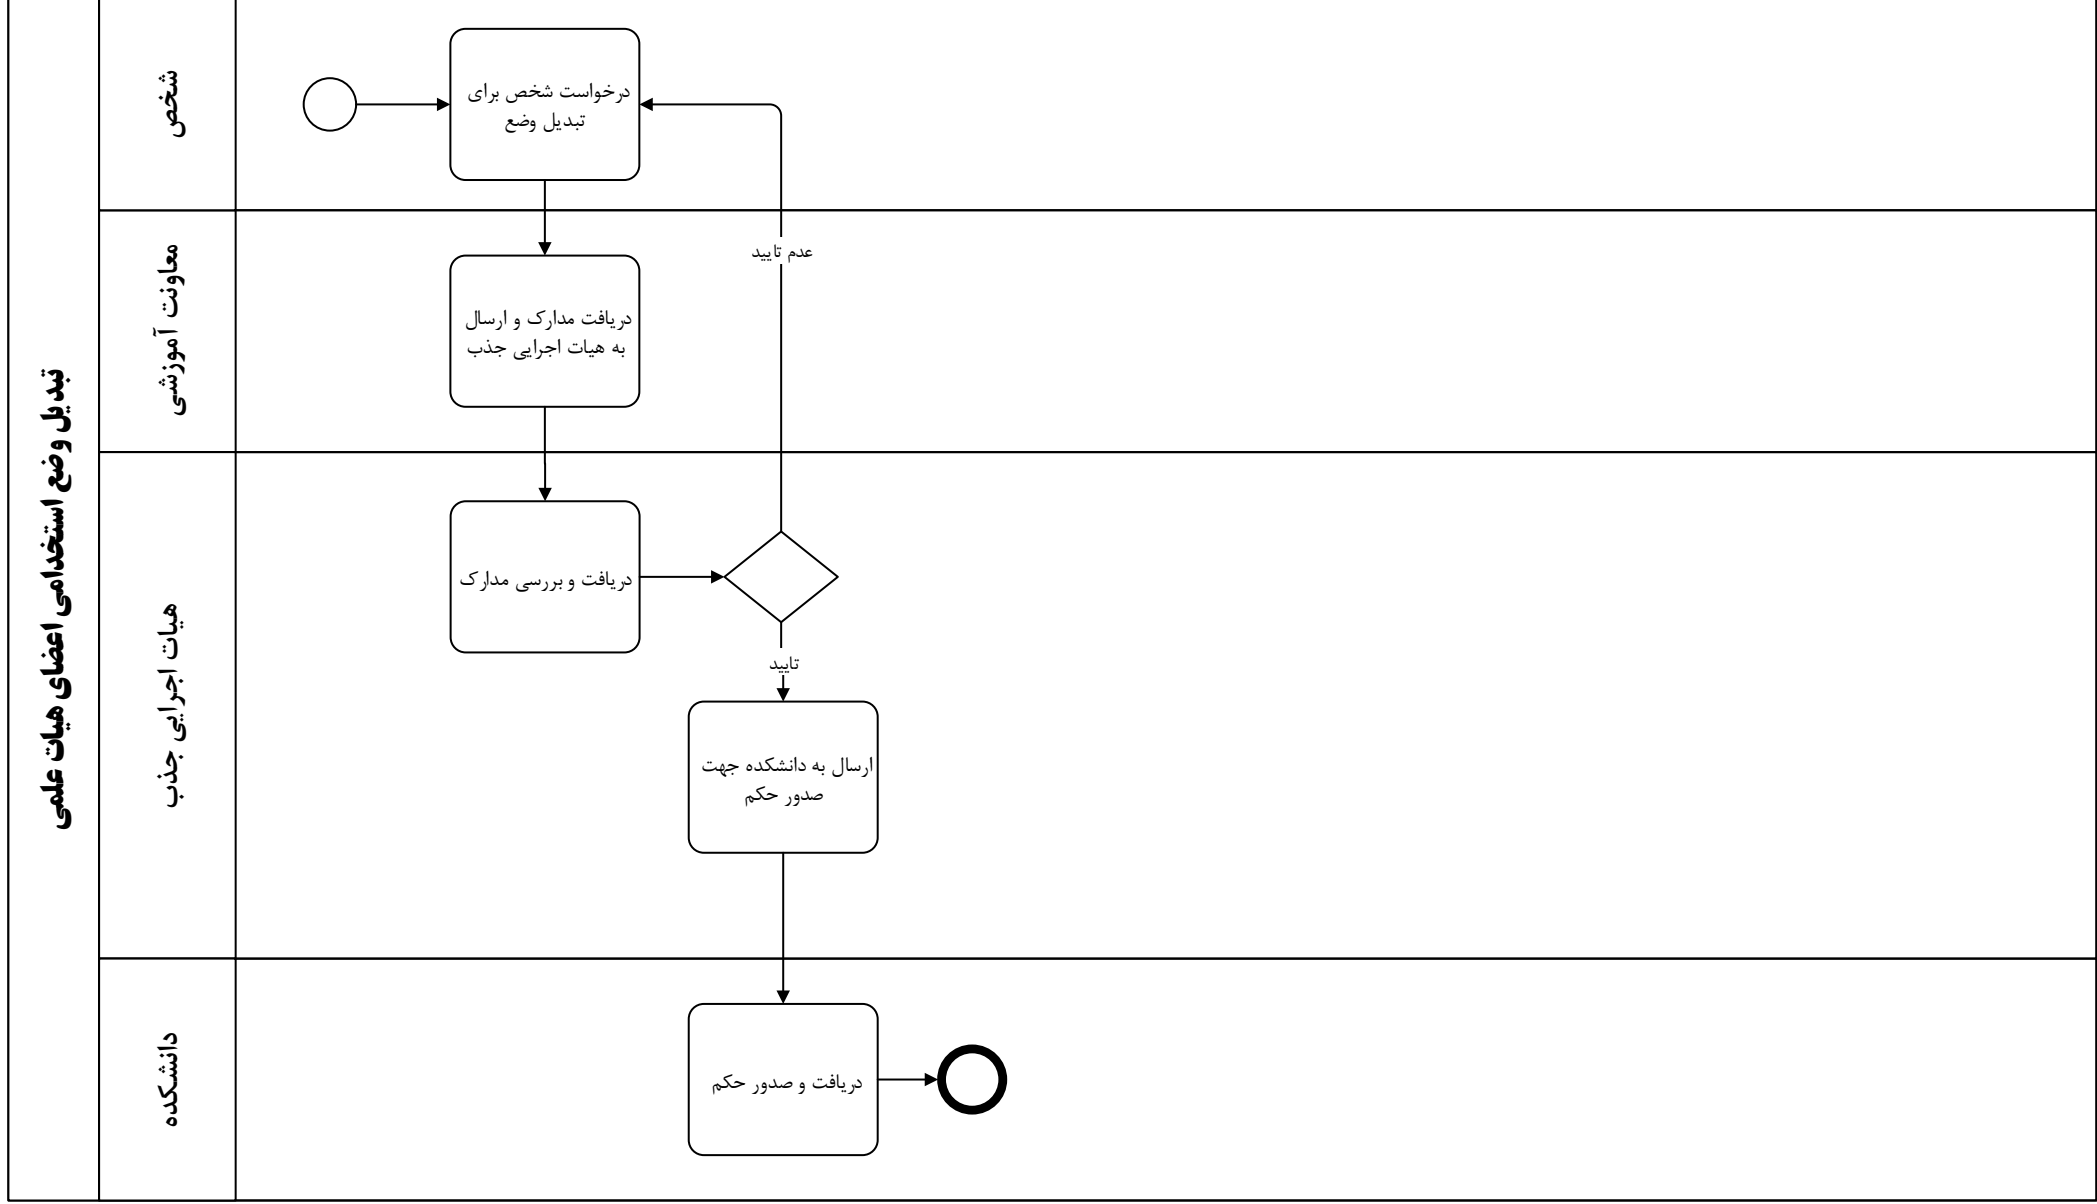 تبدیل وضع استخدامی اعضای هیات علمی
شخص
درخواست شخص برای
تبدیل وضع
معاونت آموزشی
عدم تایید
دریافت مدارک و ارسال
به هیات اجرایی جذب
هیات اجرایی جذب
دریافت و بررسی مدارک
تایید
ارسال به دانشکده جهت
صدور حکم
دانشکده
دریافت و صدور حکم